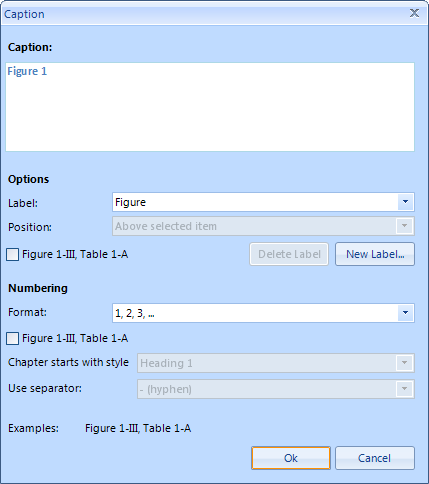 Caption
Caption:
Figure 1
Options
Label: Figure
Position: Above selected item
Figure 1-III, Table 1-A Delete Label New Label...
Numbering
Format: 1, 2, 3, ...
Figure 1-III, Table 1-A
Chapter starts with style Heading 1
Use separator: - (hyphen)
Examples: Figure 1-III, Table 1-A
Ok Cancel